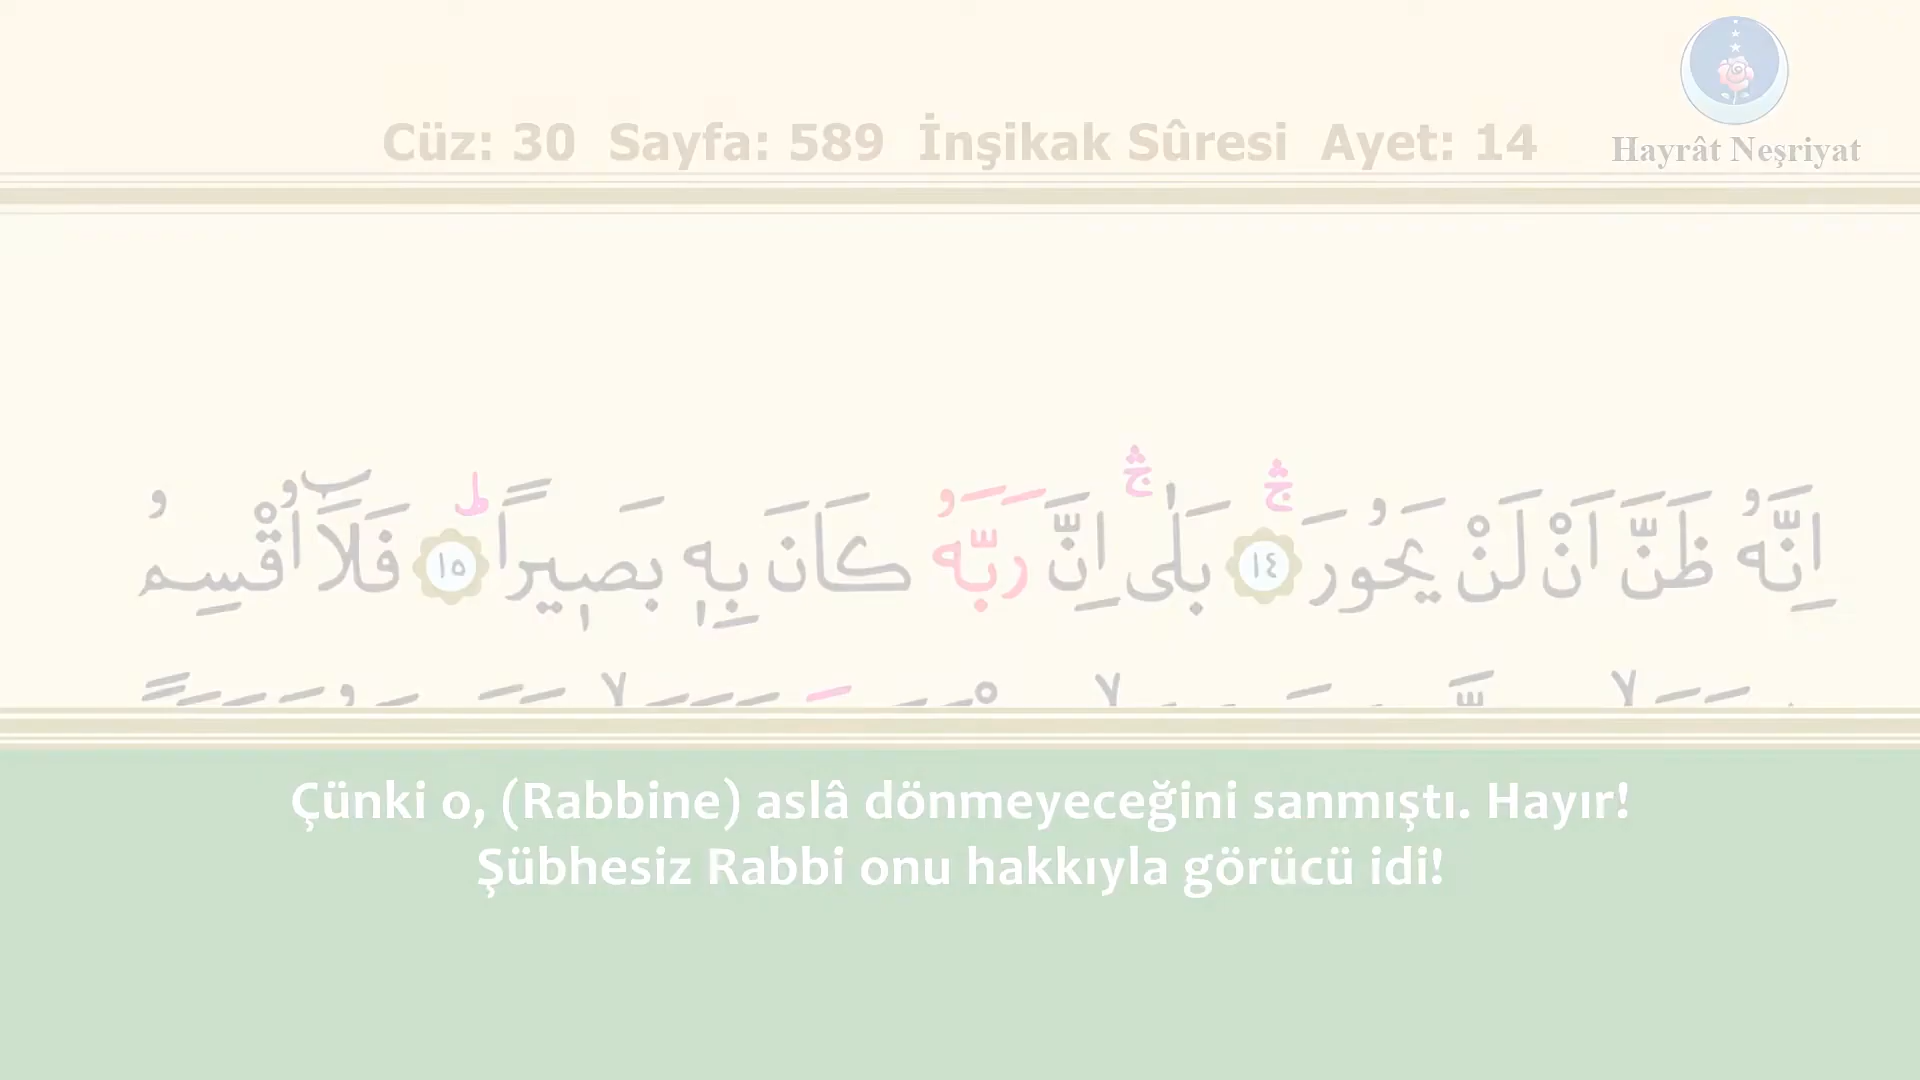 Cüz: 30 Sayfa: 589 İnşikak Sûresi Ayet: 14
Hayrât Neşriyat
اِنَّهُ ظَنَّ اَنْ لَنْ يَحُورَ ﴿١٤﴾ بَلٰى اِنَّ رَبَّهُ كَانَ بِه۪ بَص۪يراً ﴿١٥﴾ فَلَآ اُقْسِمُ
Çünki o, (Rabbine) aslâ dönmeyeceğini sanmıştı. Hayır!
Şübhesiz Rabbi onu hakkıyla görücü idi!